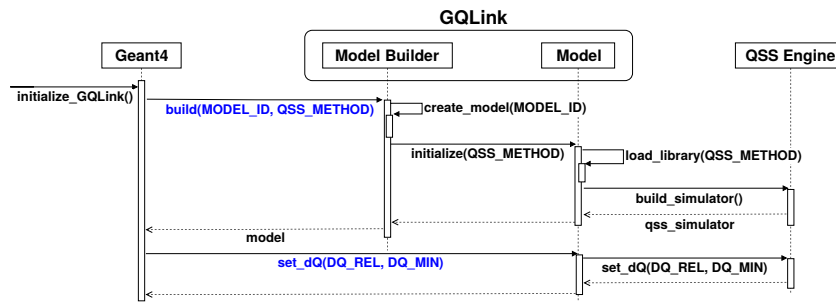 GQLink
Geant4
Model Builder
Model
QSS Engine
initialize_GQLink()
build(MODEL_ID, QSS_METHOD)
create_model(MODEL_ID)
initialize(QSS_METHOD)
load_library(QSS_METHOD)
build_simulator()
qss_simulator
model
set_dQ(DQ_REL, DQ_MIN)
set_dQ(DQ_REL, DQ_MIN)